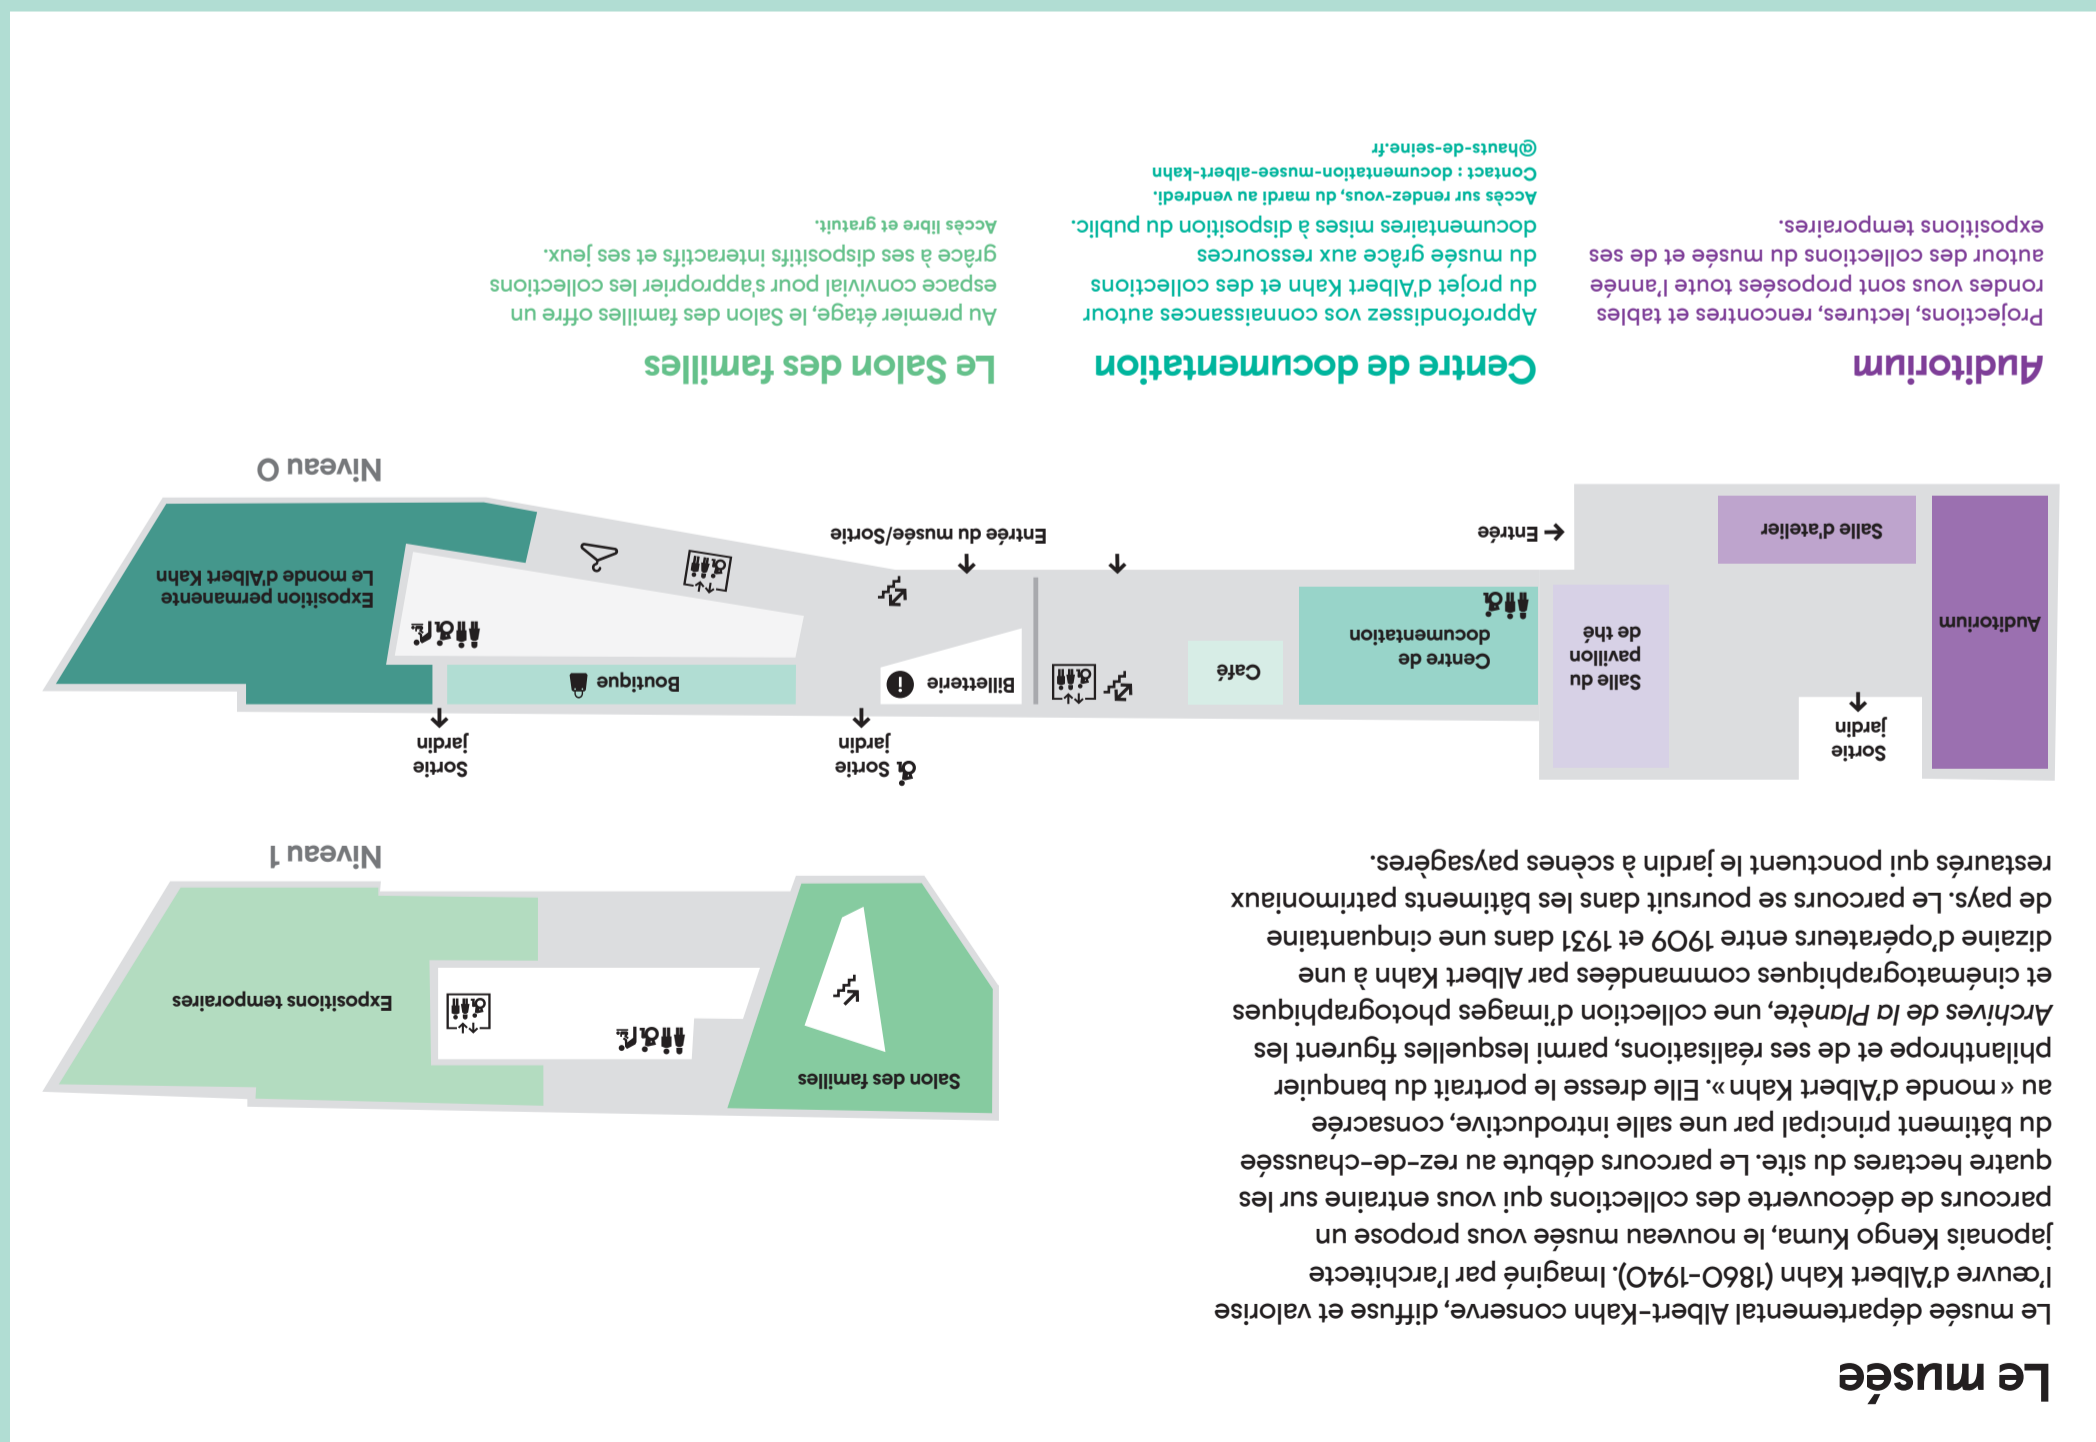 Le musée
Le musée départemental Albert-Kahn conserve, diffuse et valorise
l'œuvre d'Albert Kahn (1860-1940). Imaginé par l'architecte
japonais Kengo Kuma, le nouveau musée vous propose un
parcours de découverte des collections qui vous entraine sur les
quatre hectares du site. Le parcours débute au rez-de-chaussée
du bâtiment principal par une salle introductive, consacrée
au « monde d'Albert Kahn ». Elle dresse le portrait du banquier
philanthrope et de ses réalisations, parmi lesquelles figurent les
Archives de la Planète, une collection d'images photographiques
et cinématographiques commandées par Albert Kahn à une
dizaine d'opérateurs entre 1909 et 1931 dans une cinquantaine
de pays. Le parcours se poursuit dans les bâtiments patrimoniaux
restaurés qui ponctuent le jardin à scènes paysagères.
Salon des familles
Expositions temporaires
Niveau 1
Sortie
jardin
Sortie
jardin
Sortie
jardin
Auditorium
Salle d'atelier
Salle du
pavillon
de thé
Centre de
documentation
Café
Billetterie
Boutique
Exposition permanente
Le monde d'Albert Kahn
Entrée
Entrée du musée/Sortie
Niveau 0
Auditorium
Projections, lectures, rencontres et tables
rondes vous sont proposées toute l'année
autour des collections du musée et de ses
expositions temporaires.
Centre de documentation
Approfondissez vos connaissances autour
du projet d'Albert Kahn et des collections
du musée grâce aux ressources
documentaires mises à disposition du public.
Accès sur rendez-vous, du mardi au vendredi.
Contact : documentation-musee-albert-kahn
@hauts-de-seine.fr
Le Salon des familles
Au premier étage, le Salon des familles offre un
espace convivial pour s'approprier les collections
grâce à ses dispositifs interactifs et ses jeux.
Accès libre et gratuit.